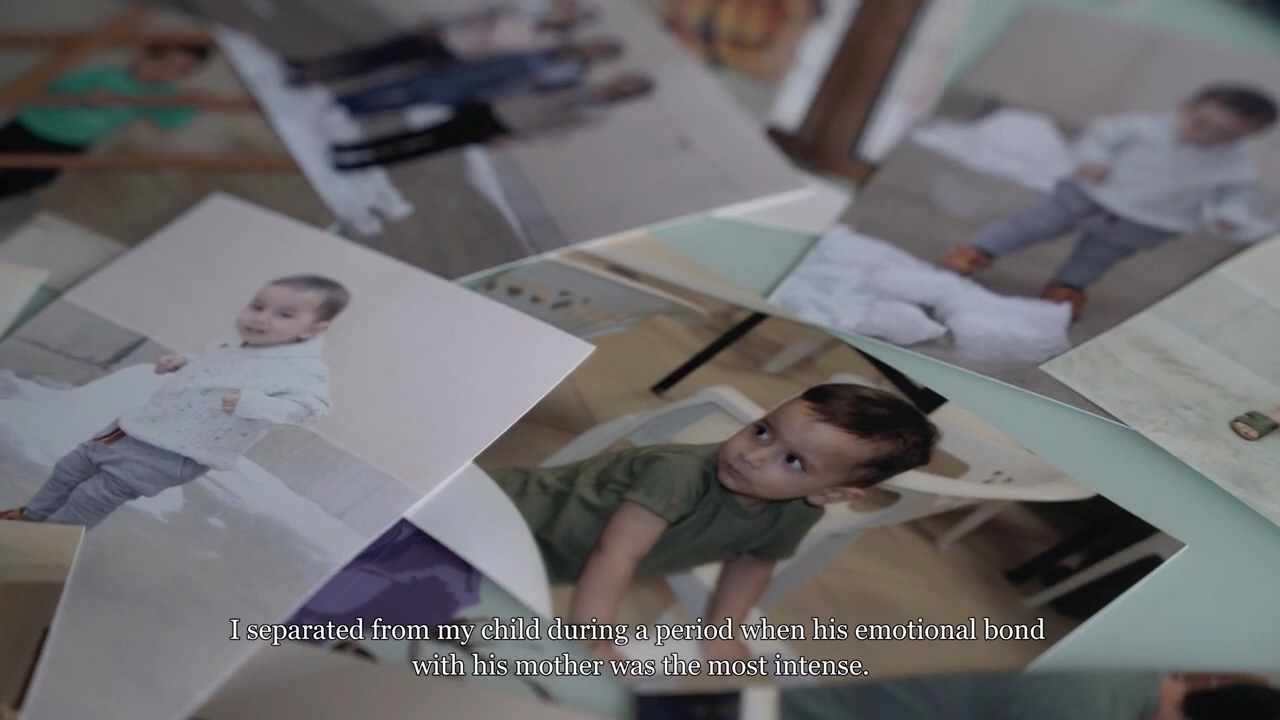 I separated from my child during a period when his emotional bond
with his mother was the most intense.